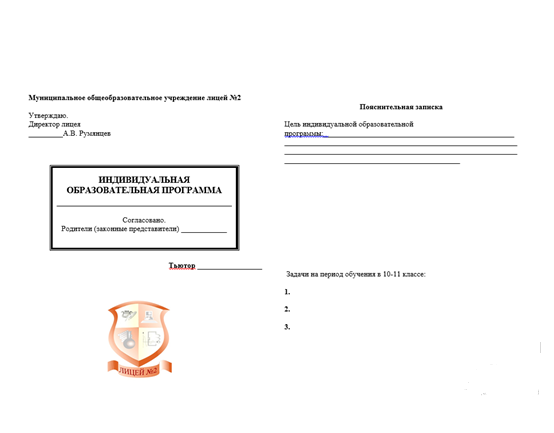 Муниципальное общеобразовательное учреждение лицей №2
Утверждаю.
Директор лицея
_________А.В. Румянцев
ИНДИВИДУАЛЬНАЯ
ОБРАЗОВАТЕЛЬНАЯ ПРОГРАММА
Согласовано.
Родители (законные представители) ____________
Тьютор _________________
ЛИЦЕЙ №2
Пояснительная записка
Цель индивидуальной образовательной
программы:_
Задачи на период обучения в 10-11 классе:
1.
2.
3.